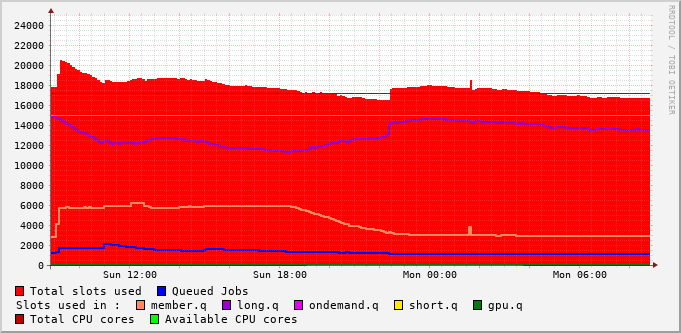 RRDTOOL / TOBI OETIKER
24000
22000
20000
18000
16000
14000
12000
10000
8000
6000
4000
2000
0
Sun 12:00 Sun 18:00 Mon 00:00 Mon 06:00
Total slots used Queued Jobs
Slots used in : member.q long.q ondemand.q short.q gpu.q
Total CPU cores Available CPU cores